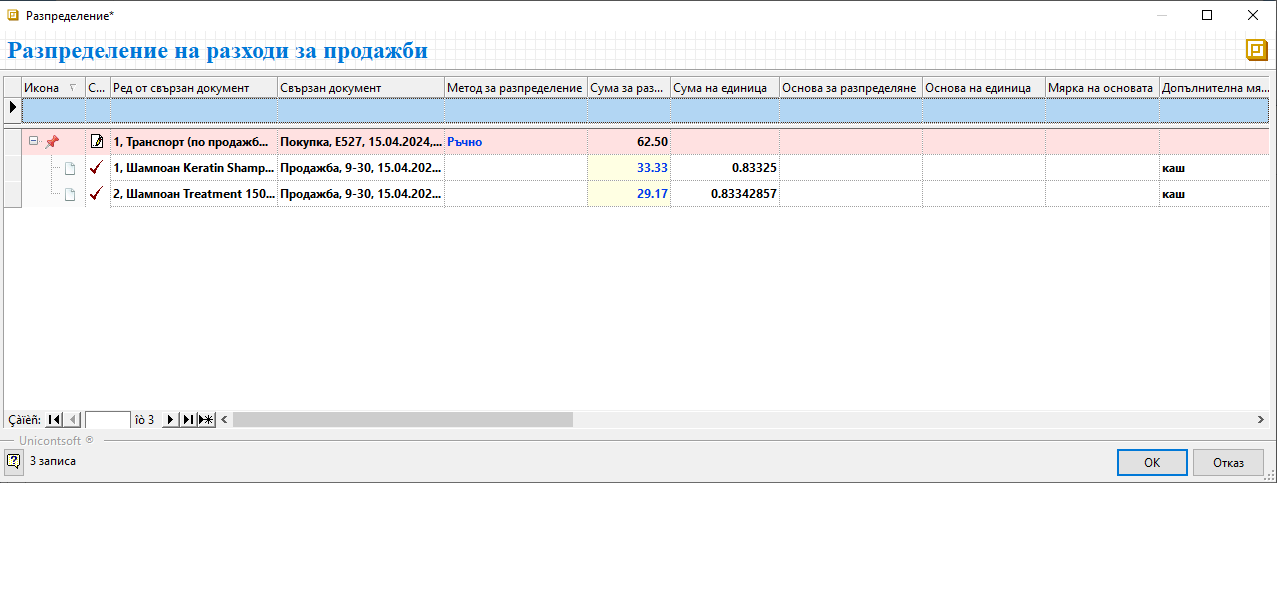 Разпределение*
Разпределение на разходи за продажби
Икона С... Ред от свързан документ Свързан документ Метод за разпределение Сума за раз... Сума на единица Основа за разпределяне Основа на единица Мярка на основата Допълнителна мя...
1, Транспорт (по продажб... Покупка, Е527, 15.04.2024,... Ръчно 62.50
1, Шампоан Keratin Shamp... Продажба, 9-30, 15.04.202... 33.33 0.83325 каш
2, Шампоан Treatment 150... Продажба, 9-30, 15.04.202... 29.17 0.83342857 каш
Çàïèñ: îò 3
Unicontsoft ®
3 записа
OK Отказ